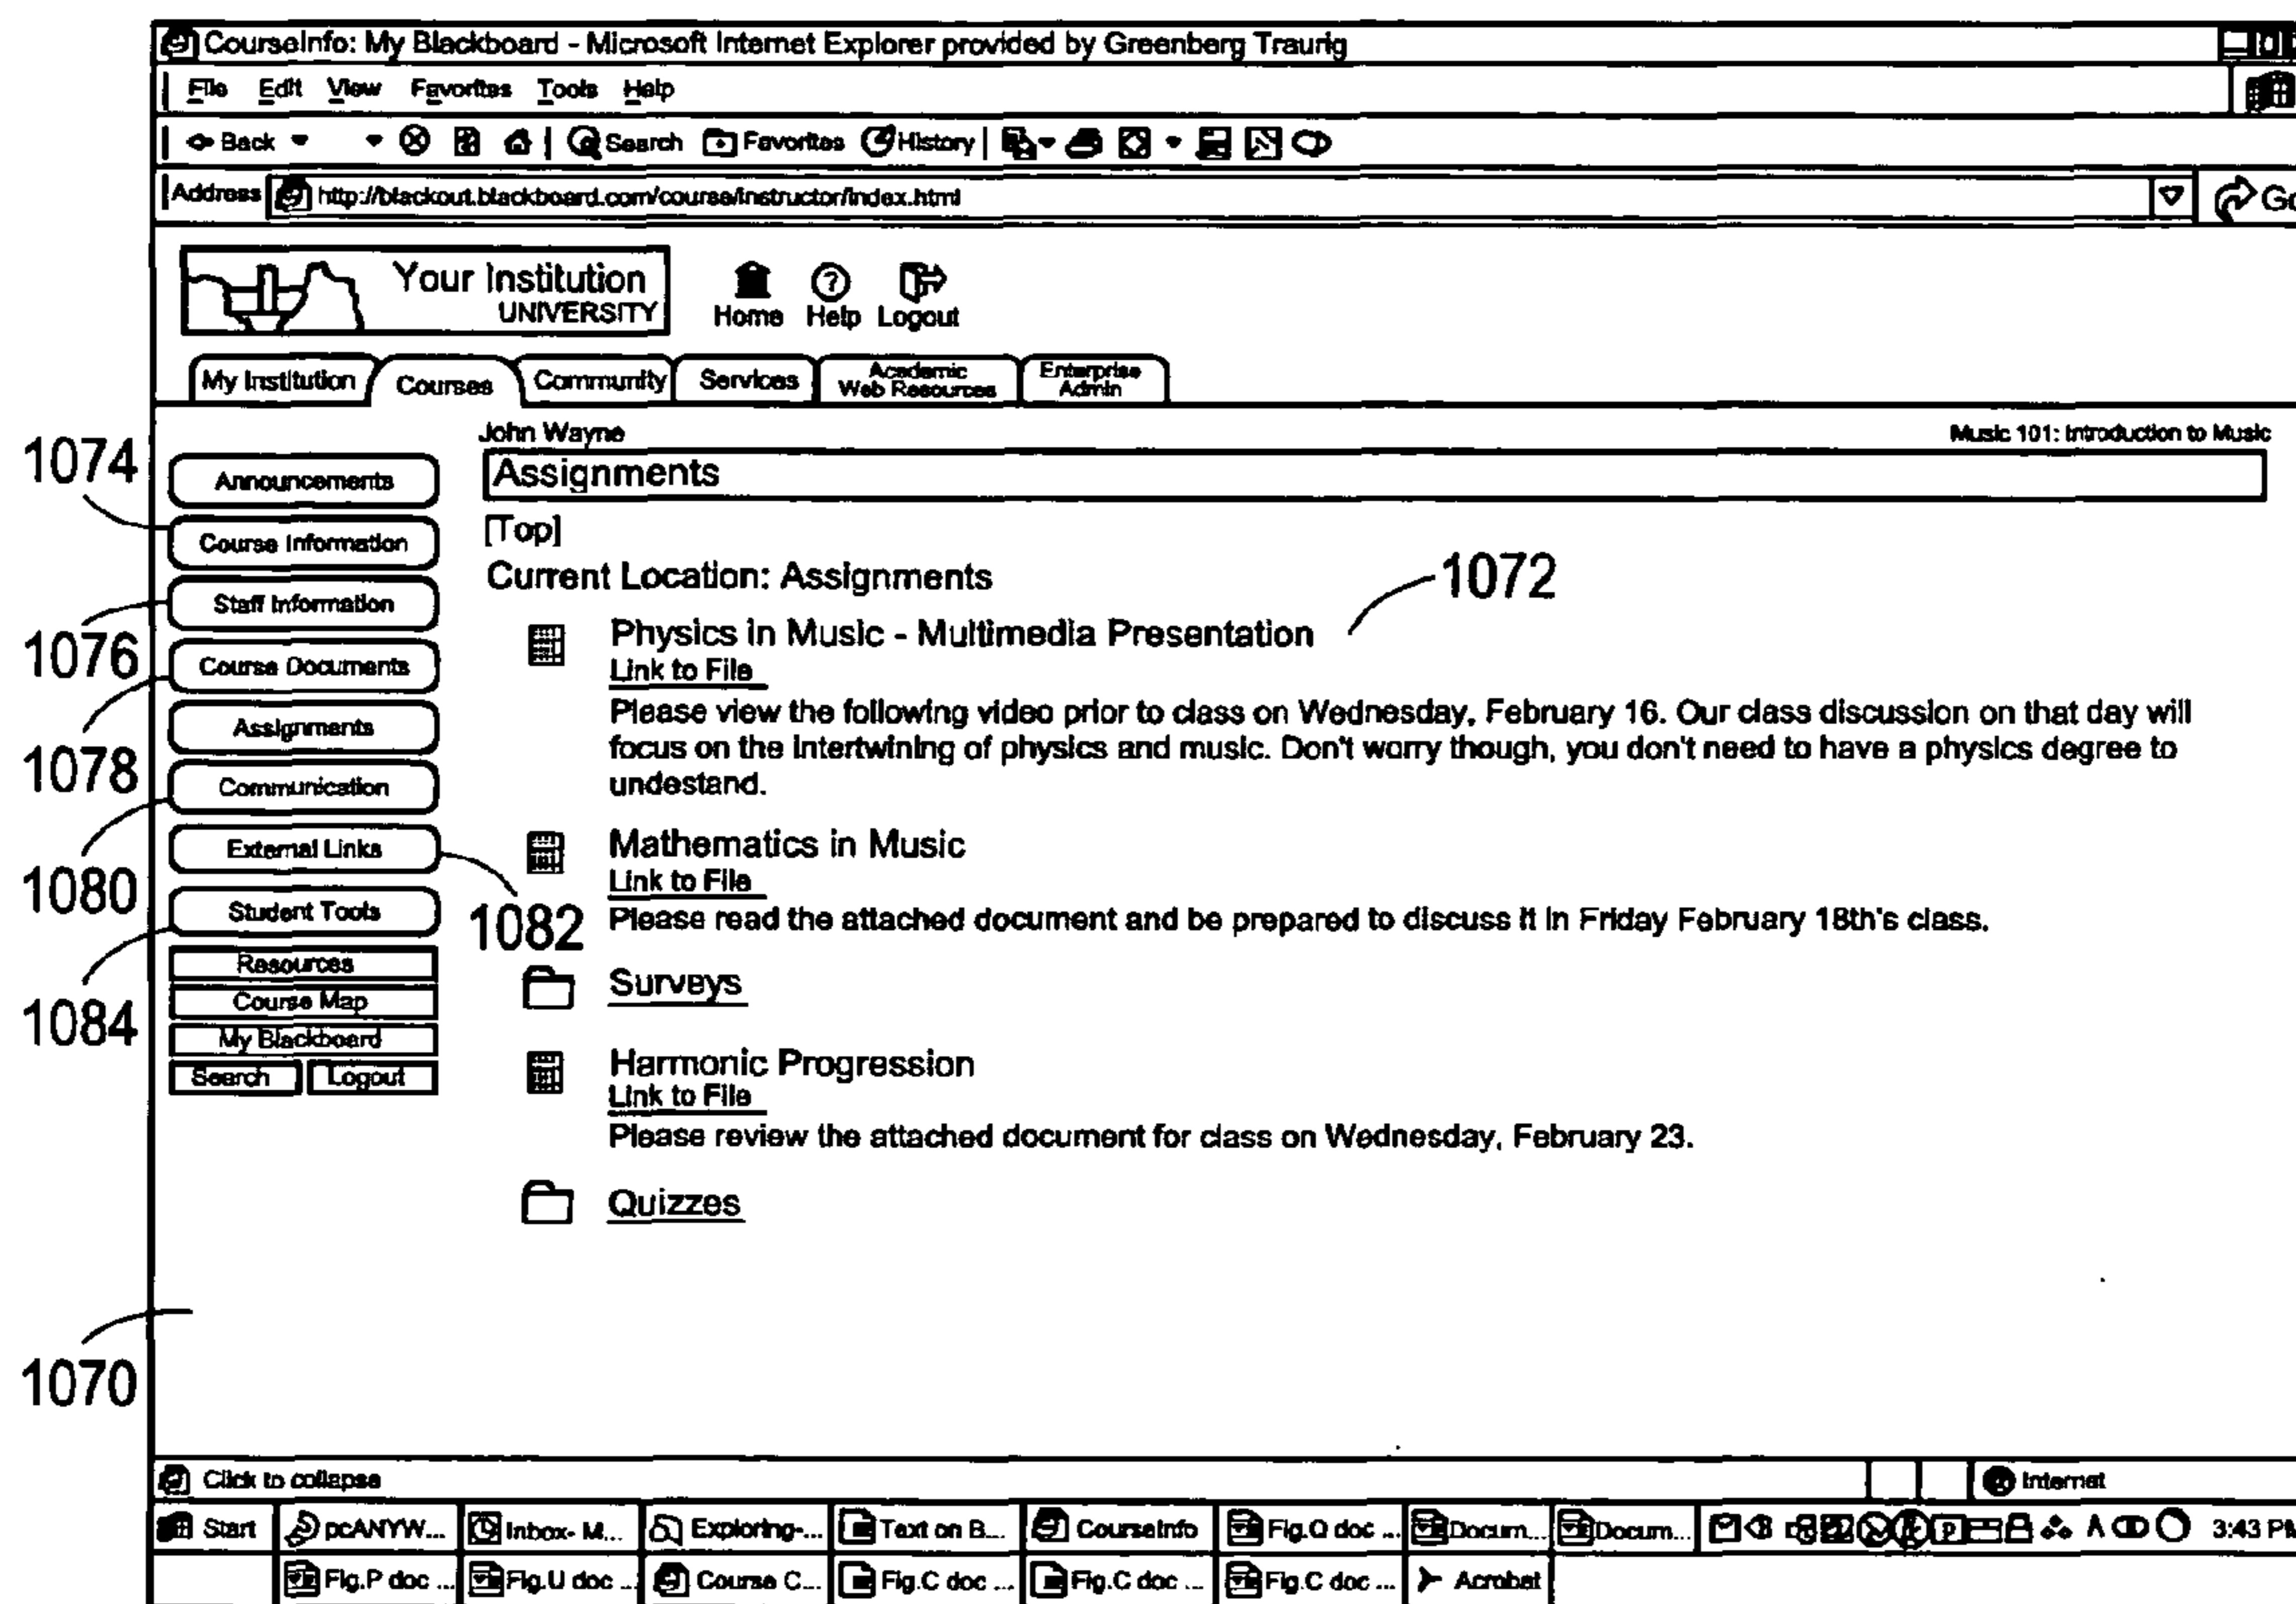 CourseInfo: My Blackboard - Microsoft Internet Explorer provided by Greenberg Traurig
File Edit View Favorites Tools Help
Back Search Favorites History
Address http://blackout.blackboard.com/course/instructor/index.html
Your Institution
UNIVERSITY
Home Help Logout
My Institution Courses Community Services Academic Web Resources Enterprise Admin
John Wayne Music 101: Introduction to Music
1074
Announcements
Assignments
Course Information
[Top]
Current Location: Assignments
1072
Staff Information
1076
Physics in Music - Multimedia Presentation
Course Documents
Link to File
Please view the following video prior to class on Wednesday, February 16. Our class discussion on that day will
focus on the intertwining of physics and music. Don't worry though, you don't need to have a physics degree to
undestand.
Assignments
1078
Communication
External Links
Mathematics in Music
Link to File
1080
Student Tools
1082
Please read the attached document and be prepared to discuss it in Friday February 18th's class.
Resources
Surveys
Course Map
1084
My Blackboard
Search Logout
Harmonic Progression
Link to File
Please review the attached document for class on Wednesday, February 23.
Quizzes
1070
Click to collapse Internet
Start pcANYW... Inbox- M... Exploring-... Text on B... CourseInfo Fig.Q doc ... Docum... Docum... 3:43 PM
Fig.P doc ... Fig.U doc ... Course C... Fig.C doc ... Fig.C doc ... Fig.C doc ... Acrobat